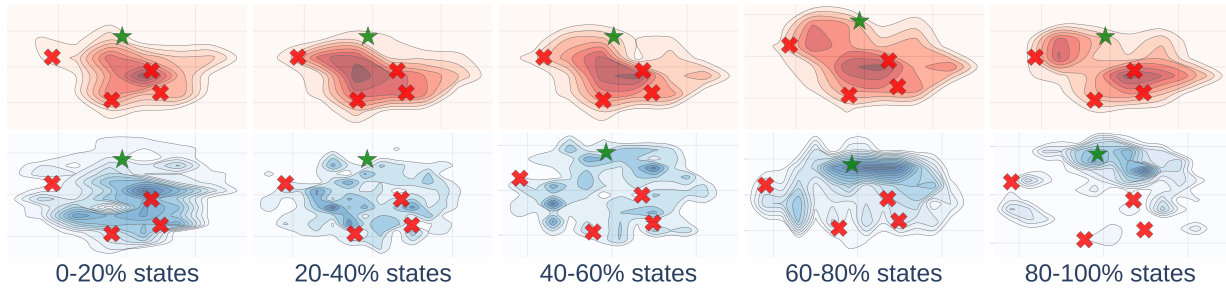 0-20% states
20-40% states
40-60% states
60-80% states
80-100% states